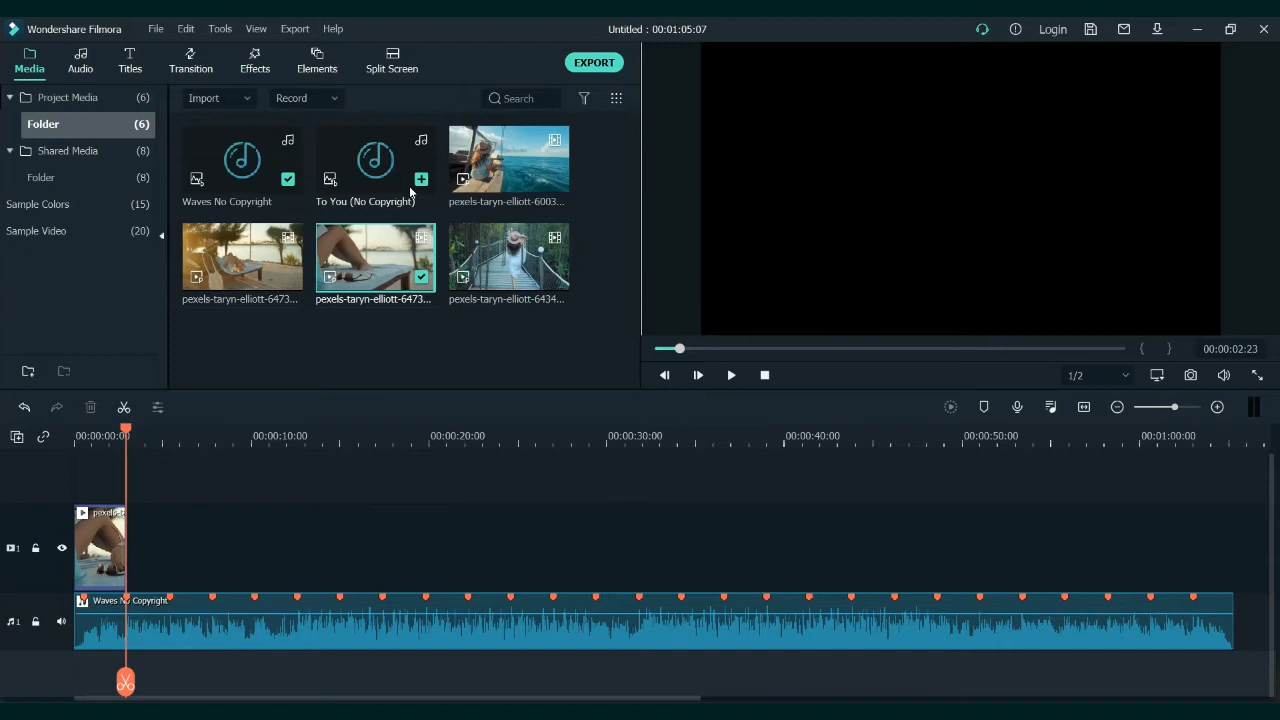 Wondershare Filmora
File Edit Tools View Export Help
Untitled : 00:01:05:07
Login
Media Audio Titles Transition Effects Elements Split Screen
EXPORT
Project Media (6)
Folder (6)
Shared Media (8)
Folder (8)
Sample Colors (15)
Sample Video (20)
Import
Record
Search
Waves No Copyright
To You (No Copyright)
pexels-taryn-elliott-6003...
pexels-taryn-elliott-6473...
pexels-taryn-elliott-6473...
pexels-taryn-elliott-6434...
{ }
00:00:02:23
1/2
00:00:00:00 00:00:10:00 00:00:20:00 00:00:30:00 00:00:40:00 00:00:50:00 00:01:00:00
pexels-t
1
Waves No Copyright
1